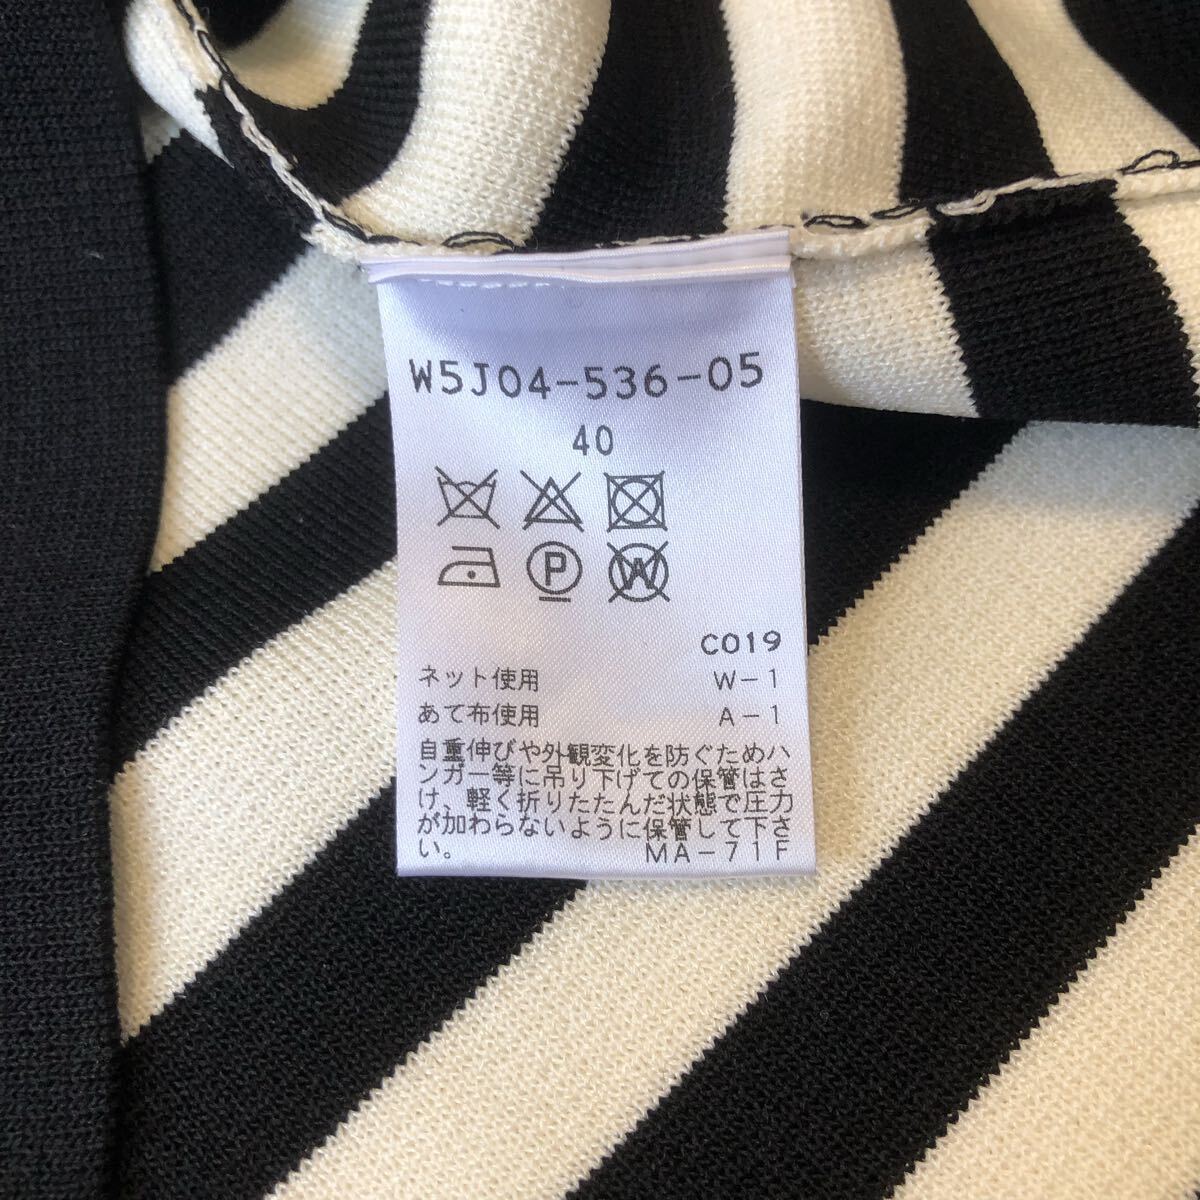 W5J04-536-05
40
P
W
C019
ネット使用 W-1
あて布使用 A-1
自重伸びや外観変化を防ぐためハ
ンガー等に吊り下げての保管はさ
け、軽く折りたたんだ状態で圧力
が加わらないように保管して下さ
い。 MA-71F